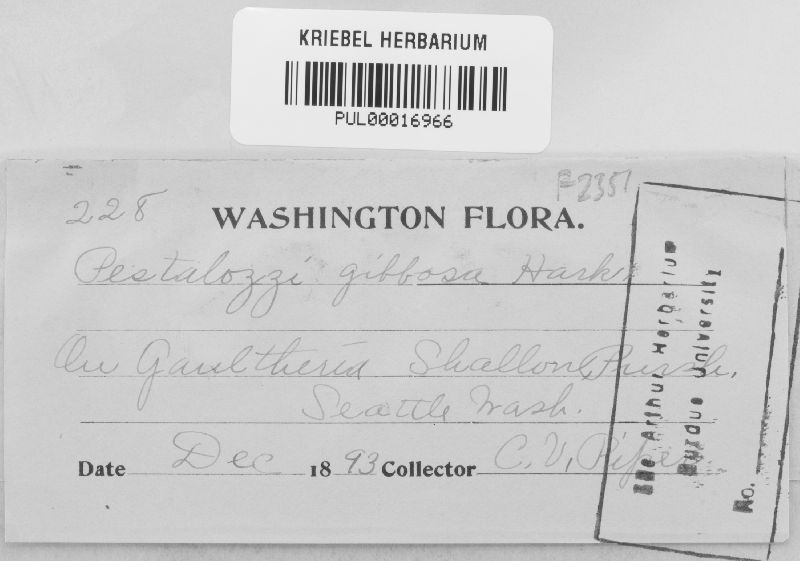 KRIEBEL HERBARIUM
PUL00016966
F2351
228 WASHINGTON FLORA.
Pestalozzi gibbosa Hark.
On Gaultheria Shallon, Pursh.
Seattle Wash.
Date Dec 1893 Collector C. V. Piper
The Arthur Herbarium
Purdue University
No.